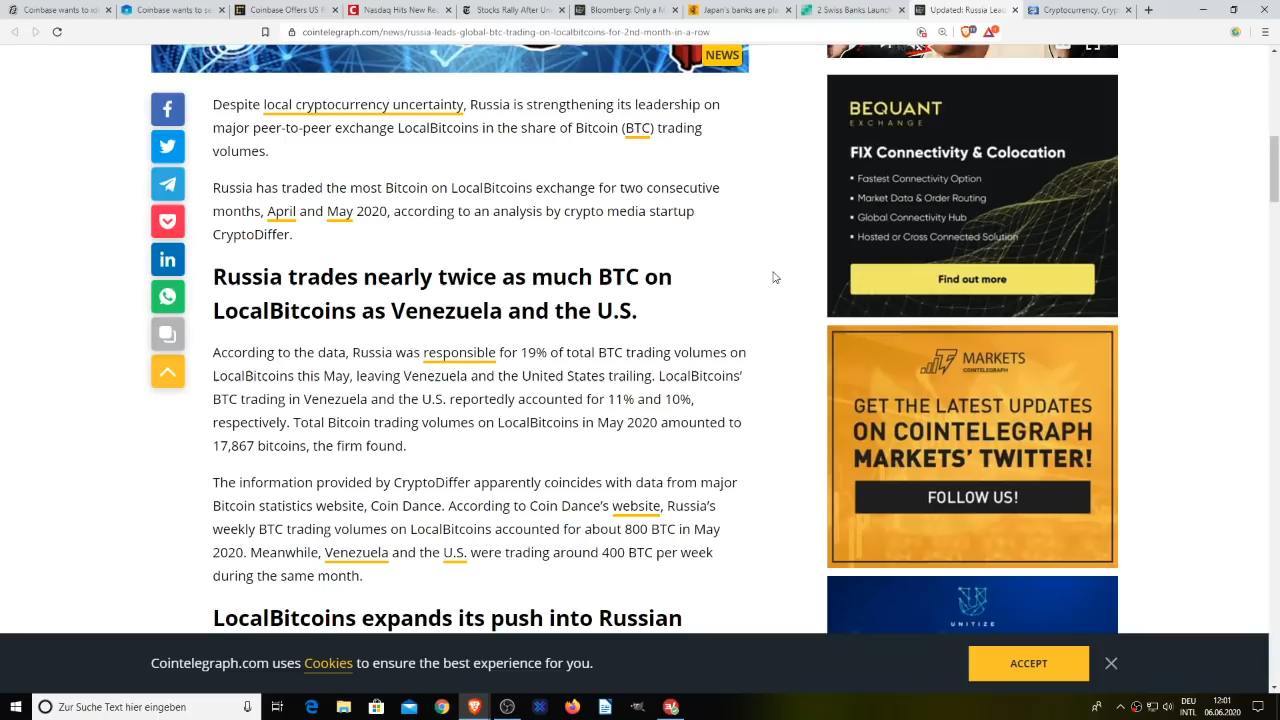 Coinbase wants to do bu
Coinbase wants to sell b
Nasdaq Hits New Record
Stocks Rally After Unex
Bloomberg: Only a Mat
Japan's banks plan for a
2 Swiss Banks Launch Cr
Updated: Russia Lea
Cryptocurrency Trading
cointelegraph.com/news/russia-leads-global-btc-trading-on-localbitcoins-for-2nd-month-in-a-row
NEWS
Despite local cryptocurrency uncertainty, Russia is strengthening its leadership on
major peer-to-peer exchange LocalBitcoins in the share of Bitcoin (BTC) trading
volumes.
Russia has traded the most Bitcoin on LocalBitcoins exchange for two consecutive
months, April and May 2020, according to an analysis by crypto media startup
CryptoDiffer.
Russia trades nearly twice as much BTC on
LocalBitcoins as Venezuela and the U.S.
According to the data, Russia was responsible for 19% of total BTC trading volumes on
LocalBitcoins this May, leaving Venezuela and the United States trailing. LocalBitcoins'
BTC trading in Venezuela and the U.S. reportedly accounted for 11% and 10%,
respectively. Total Bitcoin trading volumes on LocalBitcoins in May 2020 amounted to
17,867 bitcoins, the firm found.
The information provided by CryptoDiffer apparently coincides with data from major
Bitcoin statistics website, Coin Dance. According to Coin Dance's website, Russia's
weekly BTC trading volumes on LocalBitcoins accounted for about 800 BTC in May
2020. Meanwhile, Venezuela and the U.S. were trading around 400 BTC per week
during the same month.
LocalBitcoins expands its push into Russian
BEQUANT
EXCHANGE
FIX Connectivity & Colocation
▪ Fastest Connectivity Option
▪ Market Data & Order Routing
▪ Global Connectivity Hub
▪ Hosted or Cross Connected Solution
Find out more
MARKETS
COINTELEGRAPH
GET THE LATEST UPDATES
ON COINTELEGRAPH
MARKETS' TWITTER!
FOLLOW US!
UNITIZE
Cointelegraph.com uses Cookies to ensure the best experience for you.
ACCEPT
Zur Suche Text hier eingeben
DEU
INTL
12:01
06.06.2020